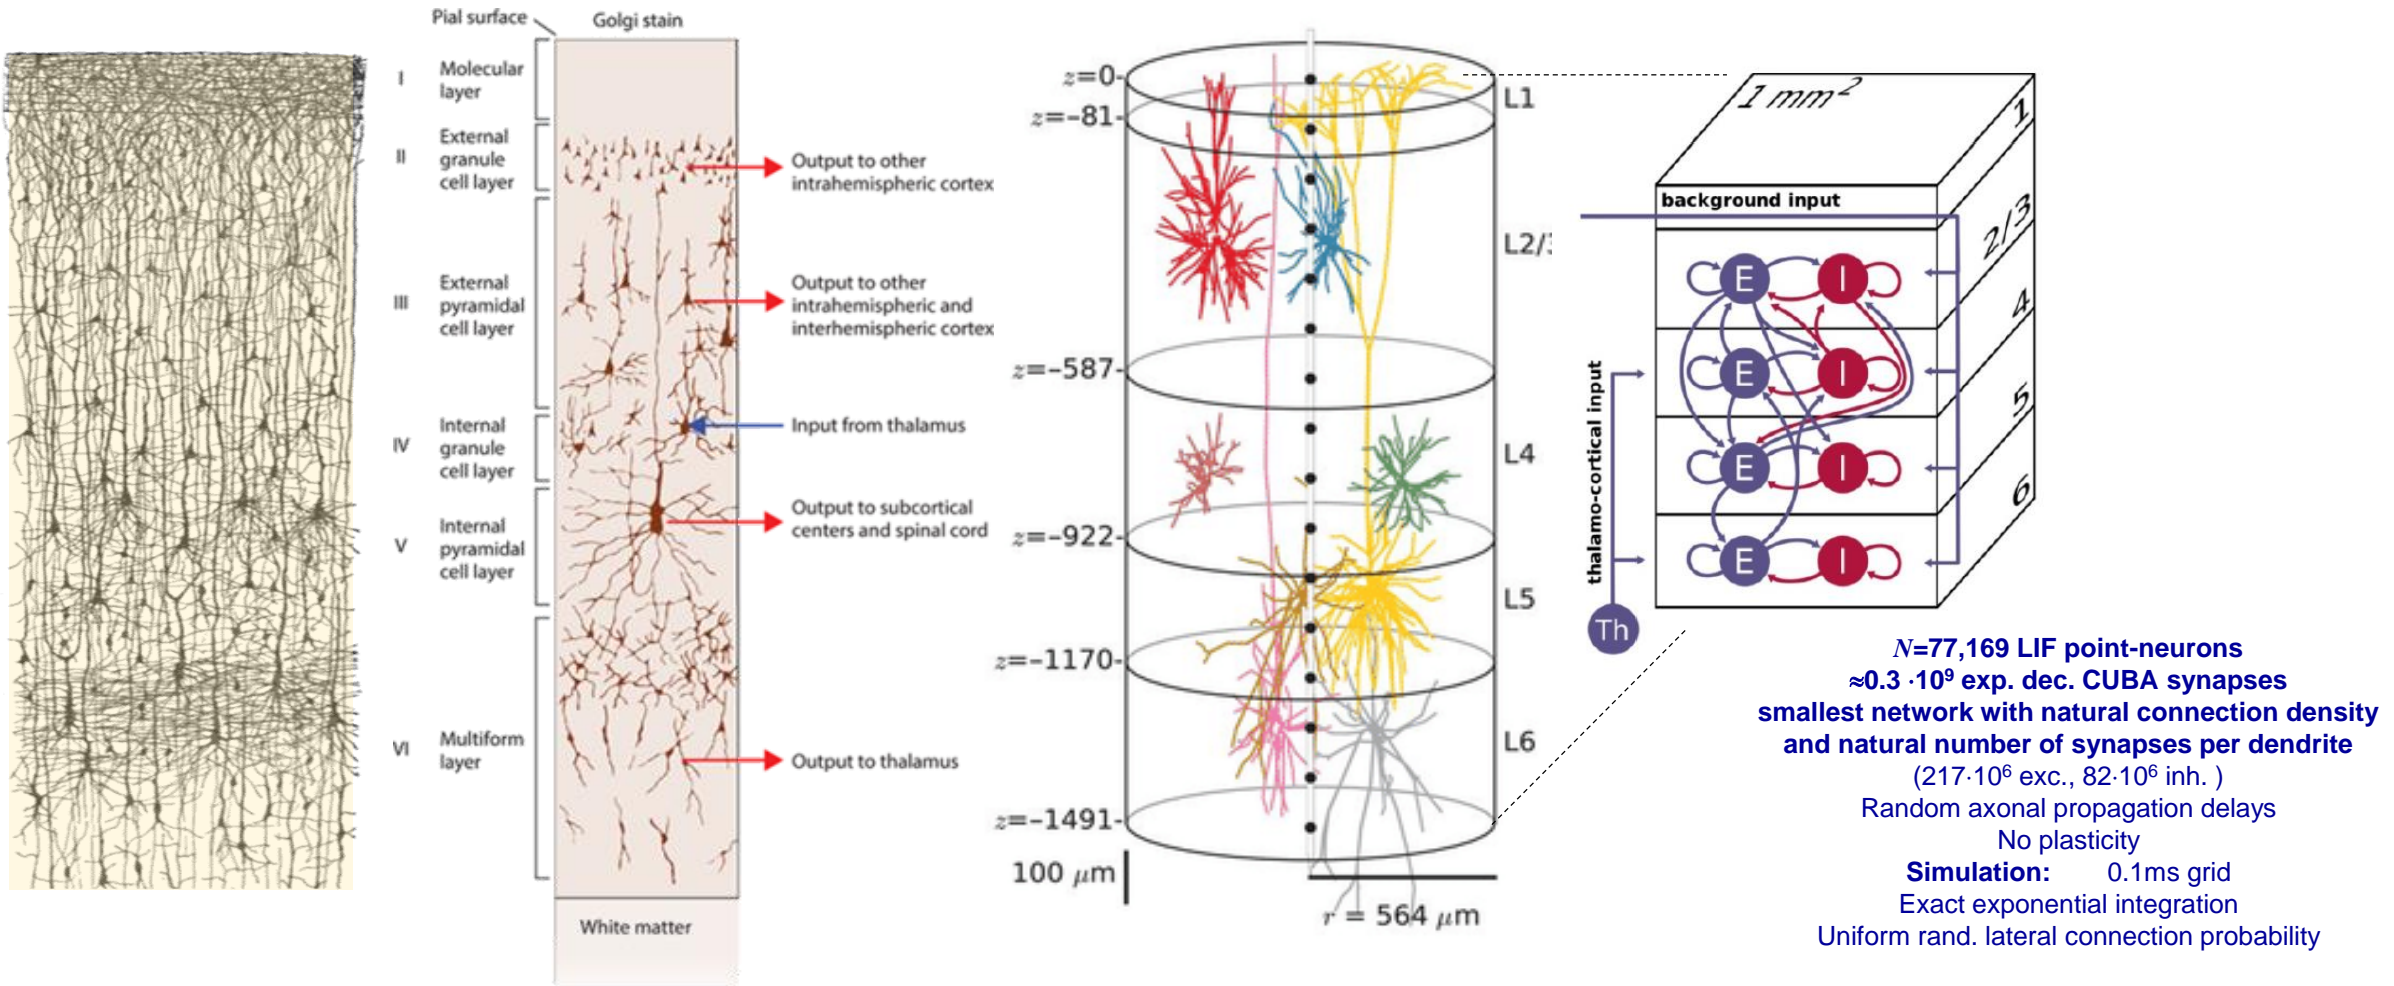 Pial surface
Golgi stain
I
Molecular
layer
II
External
granule
cell layer
III
External
pyramidal
cell layer
IV
Internal
granule
cell layer
V
Internal
pyramidal
cell layer
VI
Multiform
layer
Output to other
intrahemispheric cortex
Output to other
intrahemispheric and
interhemispheric cortex
Input from thalamus
Output to subcortical
centers and spinal cord
Output to thalamus
White matter
z=0
z=-81
z=-587
z=-922
z=-1170
z=-1491
100 μm
r = 564 μm
L1
L2/3
L4
L5
L6
1 mm²
background input
1
2/3
4
5
6
E I
E I
E I
E I
thalamo-cortical input
Th
N=77,169 LIF point-neurons
≈0.3 ·10⁹ exp. dec. CUBA synapses
smallest network with natural connection density
and natural number of synapses per dendrite
(217·10⁶ exc., 82·10⁶ inh. )
Random axonal propagation delays
No plasticity
Simulation: 0.1ms grid
Exact exponential integration
Uniform rand. lateral connection probability